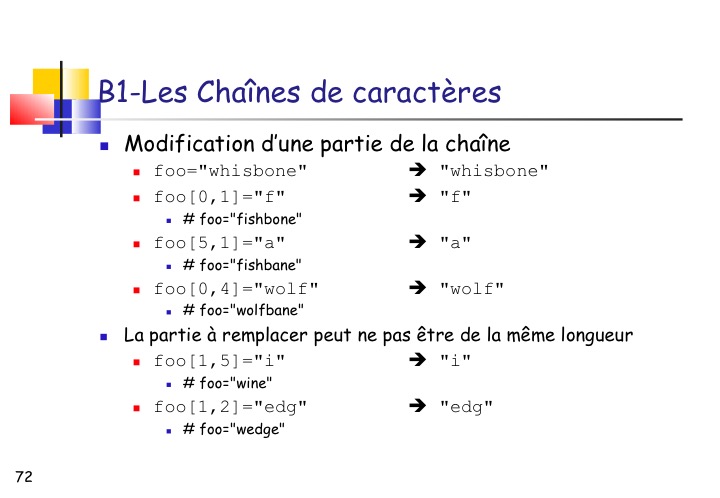 B1-Les Chaînes de caractères
Modification d’une partie de la chaîne
foo="whisbone" ➔ "whisbone"
foo[0,1]="f" ➔ "f"
# foo="fishbone"
foo[5,1]="a" ➔ "a"
# foo="fishbane"
foo[0,4]="wolf" ➔ "wolf"
# foo="wolfbane"
La partie à remplacer peut ne pas être de la même longueur
foo[1,5]="i" ➔ "i"
# foo="wine"
foo[1,2]="edg" ➔ "edg"
# foo="wedge"
72